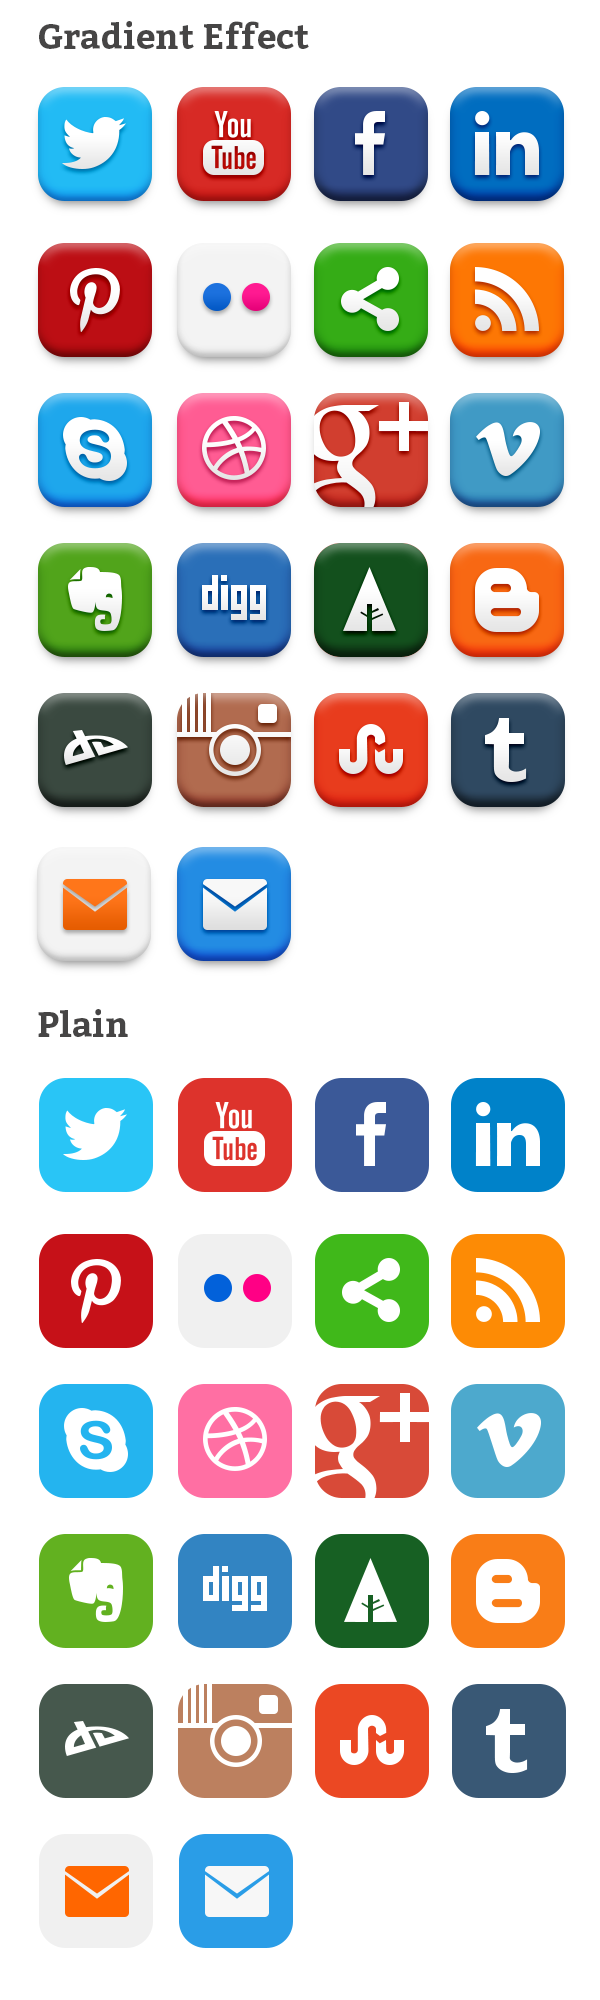 Gradient Effect
You
Tube
f
in
S
g+
digg
t
Plain
You
Tube
f
in
S
g+
digg
t